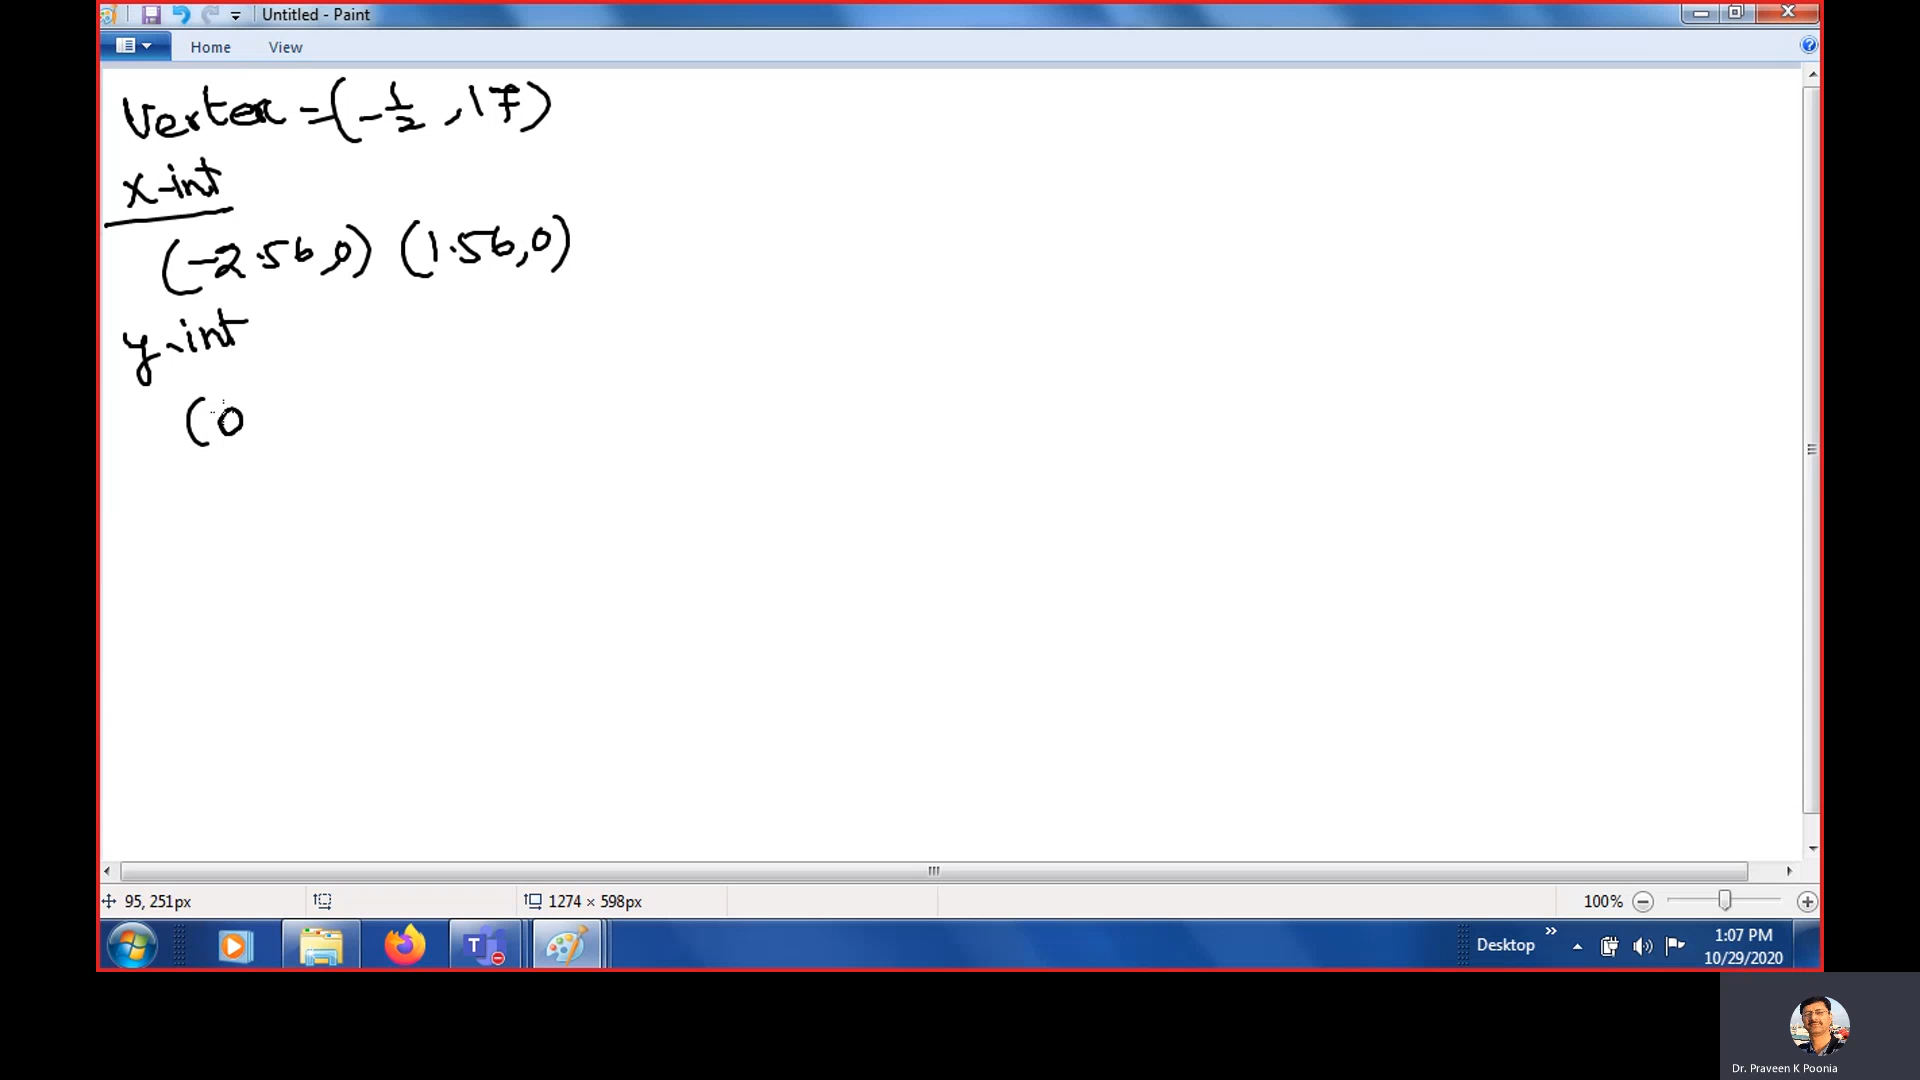 Untitled - Paint
Home View
Vertex = (-1/2, 17)
x-int
(-2.56, 0) (1.56, 0)
y-int
(0
95, 251px
1274 × 598px
100%
Desktop
1:07 PM
10/29/2020
Dr. Praveen K Poonia